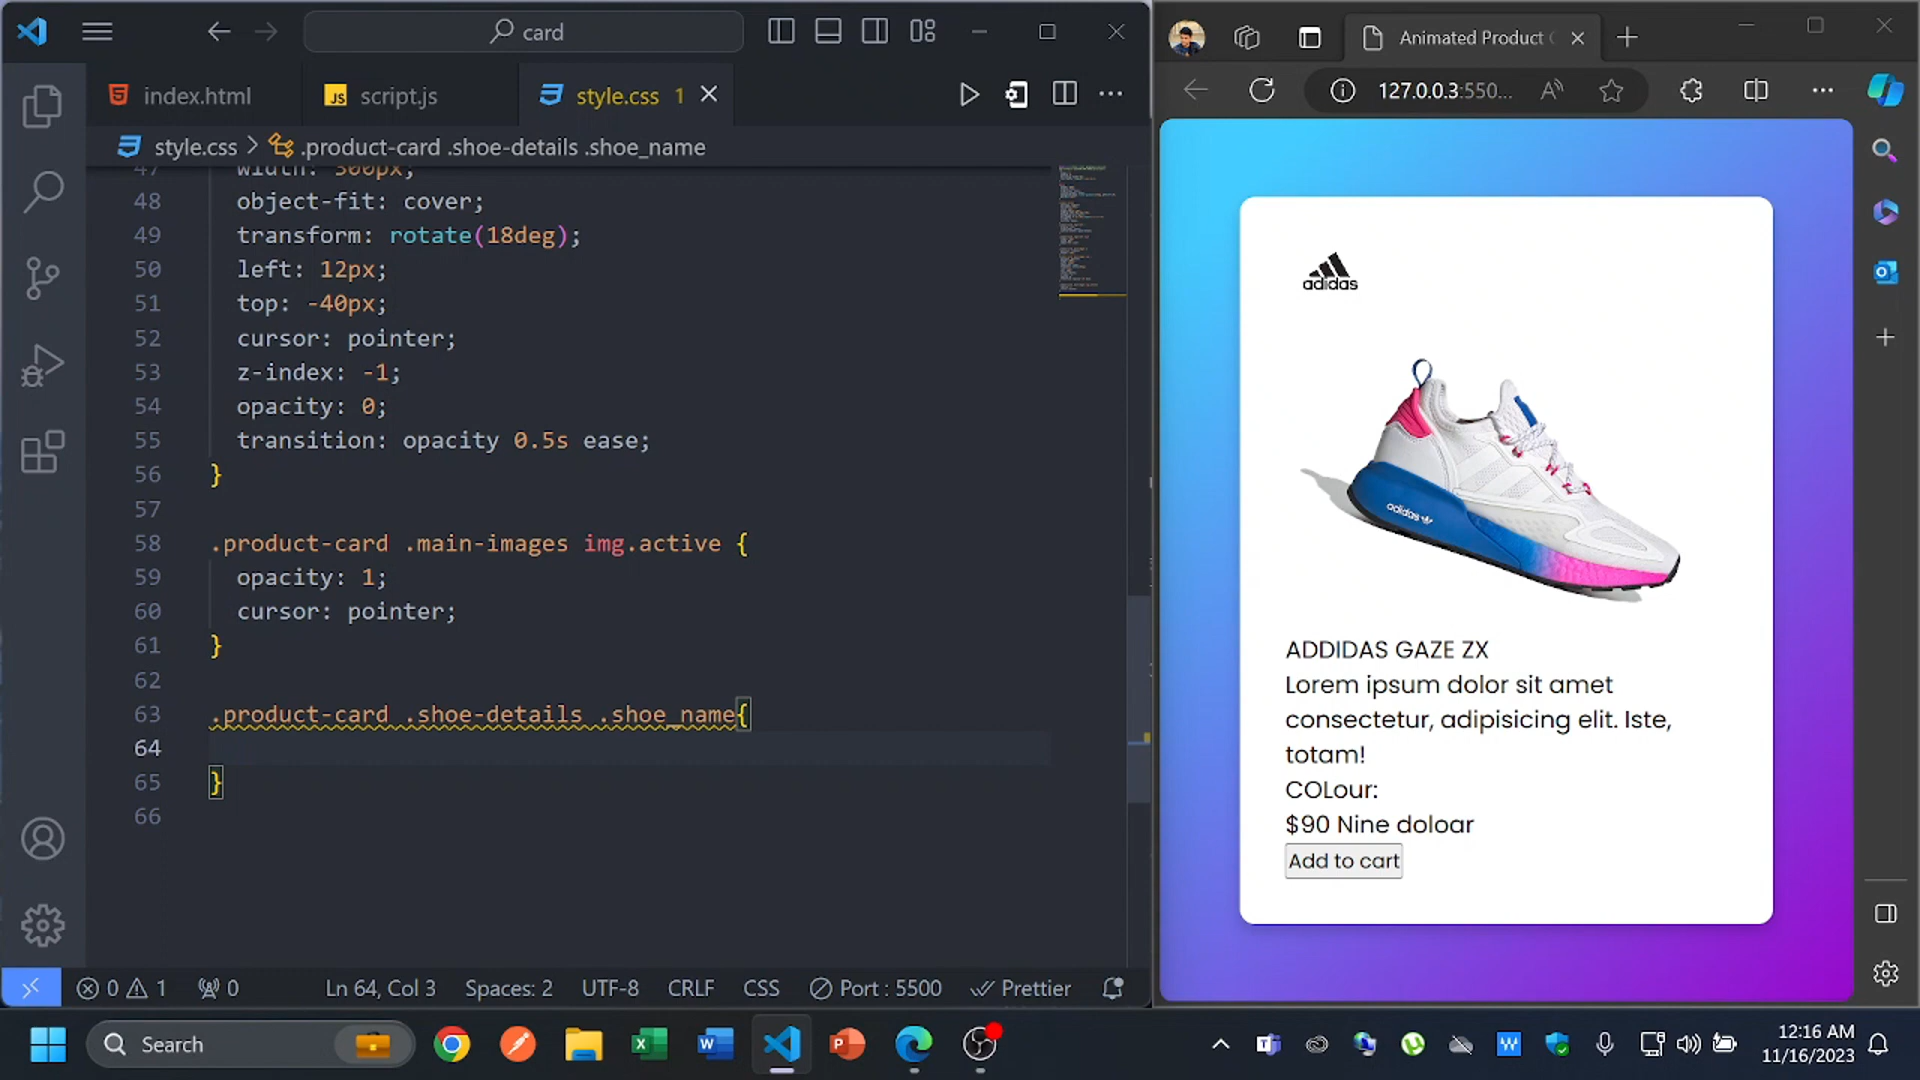 card
index.html
script.js
style.css 1
style.css > .product-card .shoe-details .shoe_name
47 width: 300px;
48 object-fit: cover;
49 transform: rotate(18deg);
50 left: 12px;
51 top: -40px;
52 cursor: pointer;
53 z-index: -1;
54 opacity: 0;
55 transition: opacity 0.5s ease;
56 }
57
58 .product-card .main-images img.active {
59 opacity: 1;
60 cursor: pointer;
61 }
62
63 .product-card .shoe-details .shoe_name{
64
65 }
66
0 1 0 Ln 64, Col 3 Spaces: 2 UTF-8 CRLF CSS Port : 5500 Prettier
Animated Product
127.0.0.3:550...
adidas
adidas
ADDIDAS GAZE ZX
Lorem ipsum dolor sit amet
consectetur, adipisicing elit. Iste,
totam!
COLour:
$90 Nine doloar
Add to cart
Search
12:16 AM
11/16/2023